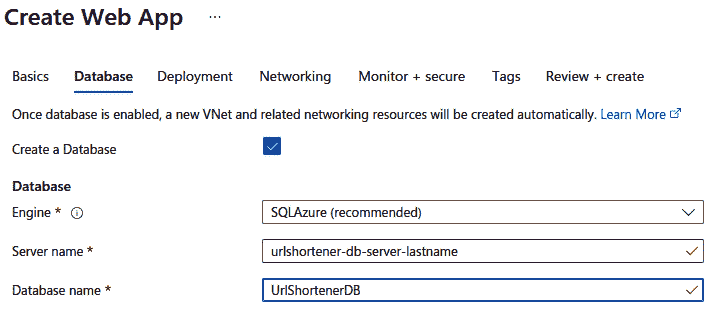 Create Web App ...
Basics Database Deployment Networking Monitor + secure Tags Review + create
Once database is enabled, a new VNet and related networking resources will be created automatically. Learn More
Create a Database
Database
Engine * SQLAzure (recommended)
Server name * urlshortener-db-server-lastname
Database name * UrlShortenerDB